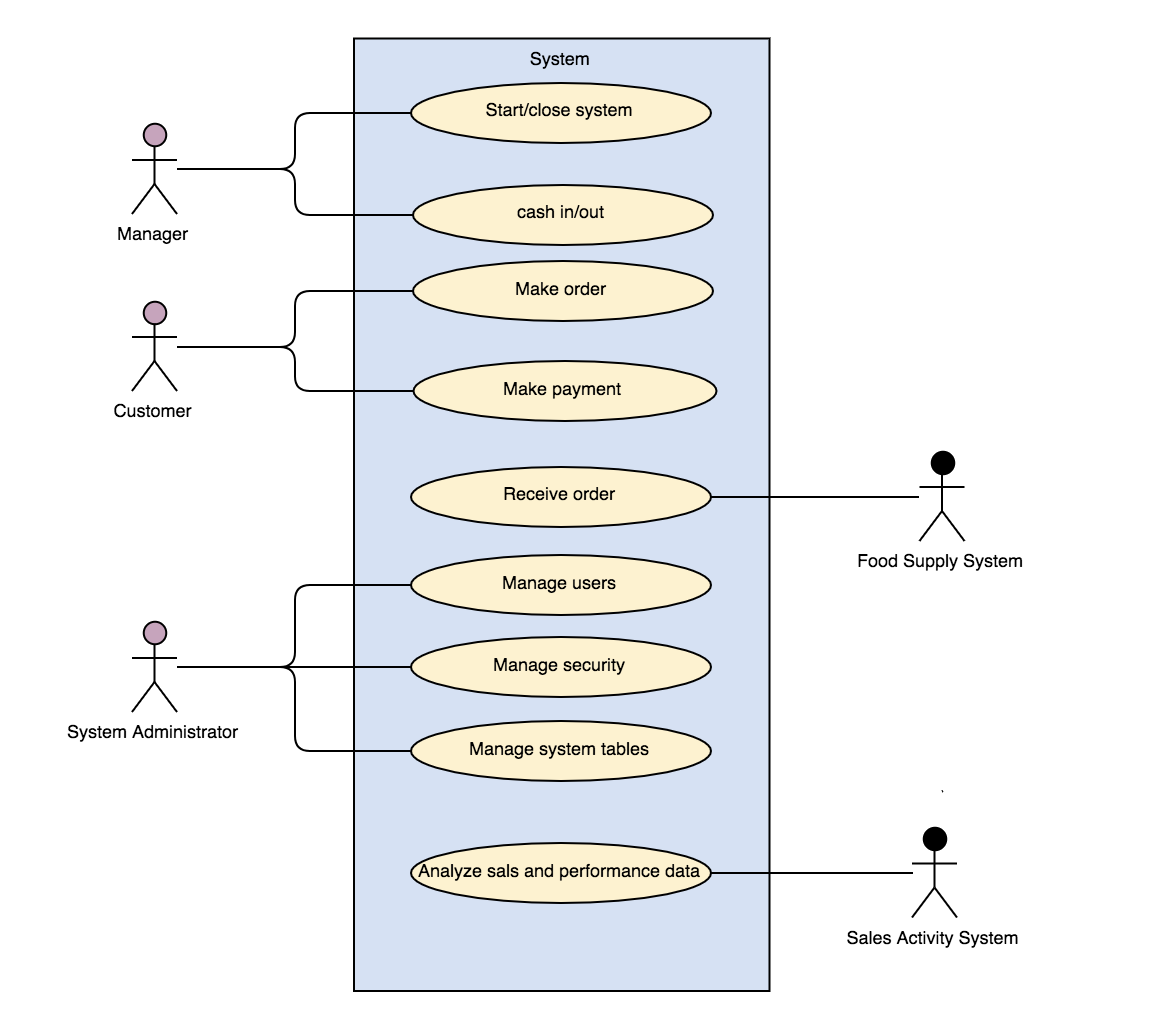 System
Start/close system
cash in/out
Manager
Make order
Make payment
Customer
Receive order
Food Supply System
Manage users
Manage security
Manage system tables
System Administrator
Analyze sals and performance data
Sales Activity System